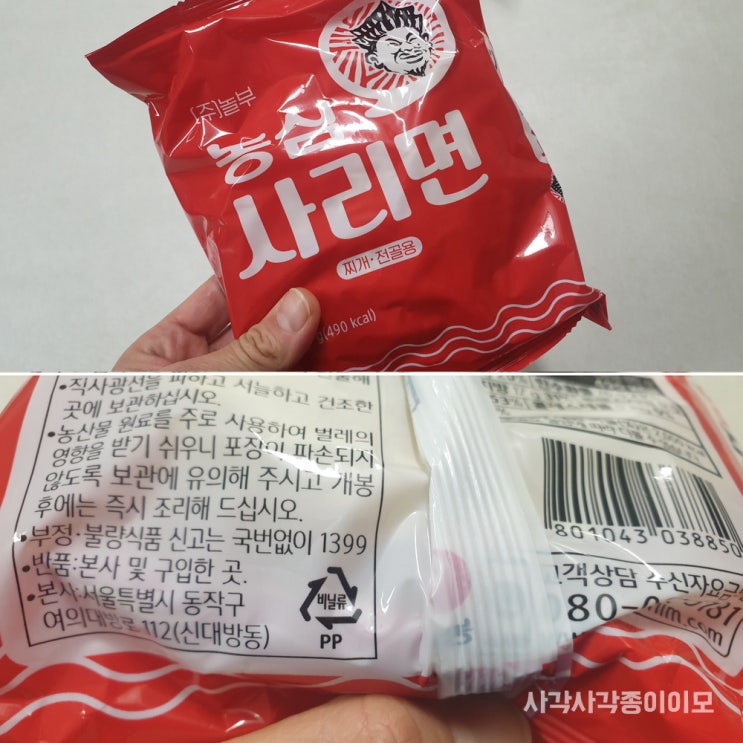 (주)놀부
농심
사리면
찌개·전골용
(490 kcal)
•직사광선을 피하고 서늘하고 건조한
곳에 보관하십시오.
•농산물 원료를 주로 사용하여 벌레의
영향을 받기 쉬우니 포장이 파손되지
않도록 보관에 유의해 주시고 개봉
후에는 즉시 조리해 드십시오.
•부정·불량식품 신고는 국번없이 1399
•반품:본사 및 구입한 곳.
•본사:서울특별시 동작구
여의대방로 112(신대방동)
비닐류
PP
801043 038850
고객상담
수신자요금
80-0
사각사각종이이모